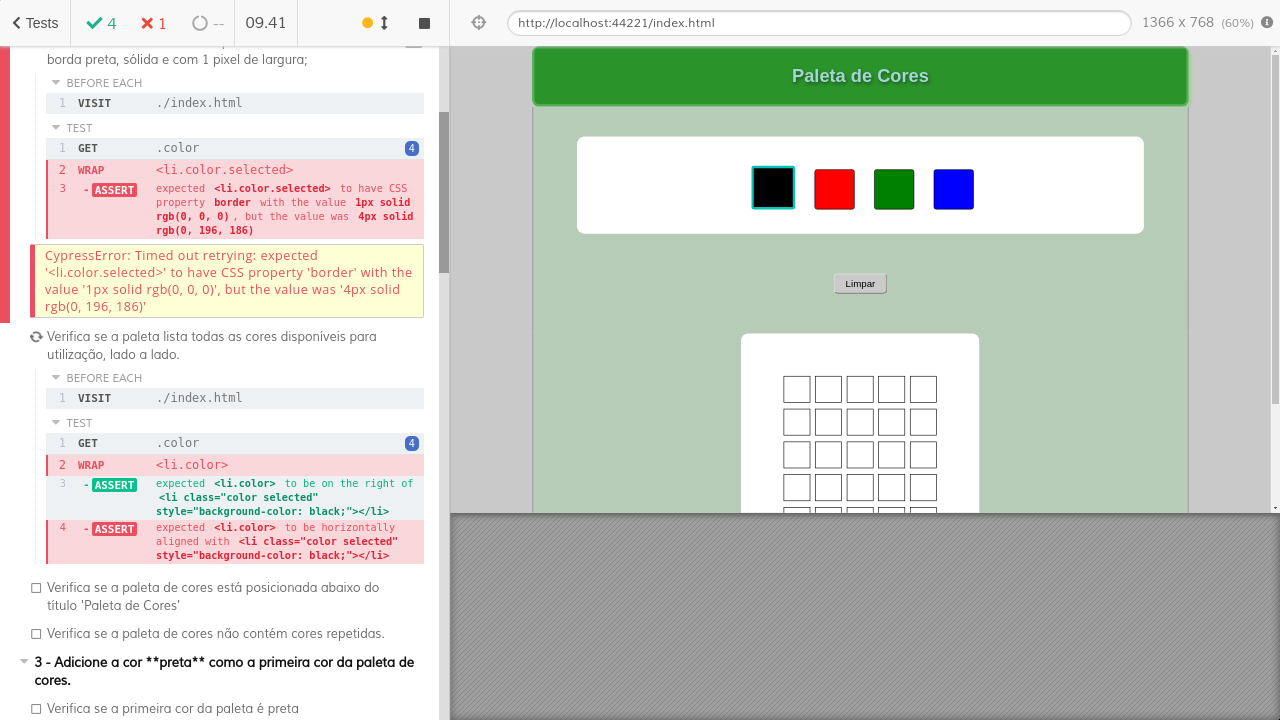 Tests
4
1
--
09.41
borda preta, sólida e com 1 pixel de largura;
BEFORE EACH
1 VISIT ./index.html
TEST
1 GET .color 4
2 WRAP <li.color.selected>
3 - ASSERT expected <li.color.selected> to have CSS
property border with the value 1px solid
rgb(0, 0, 0) , but the value was 4px solid
rgb(0, 196, 186)
CypressError: Timed out retrying: expected
'<li.color.selected>' to have CSS property 'border' with the
value '1px solid rgb(0, 0, 0)', but the value was '4px solid
rgb(0, 196, 186)'
Verifica se a paleta lista todas as cores disponíveis para
utilização, lado a lado.
BEFORE EACH
1 VISIT ./index.html
TEST
1 GET .color 4
2 WRAP <li.color>
3 - ASSERT expected <li.color> to be on the right of
<li class="color selected"
style="background-color: black;"></li>
4 - ASSERT expected <li.color> to be horizontally
aligned with <li class="color selected"
style="background-color: black;"></li>
Verifica se a paleta de cores está posicionada abaixo do
título 'Paleta de Cores'
Verifica se a paleta de cores não contém cores repetidas.
3 - Adicione a cor **preta** como a primeira cor da paleta de
cores.
Verifica se a primeira cor da paleta é preta
http://localhost:44221/index.html
1366 x 768 (60%)
Paleta de Cores
Limpar